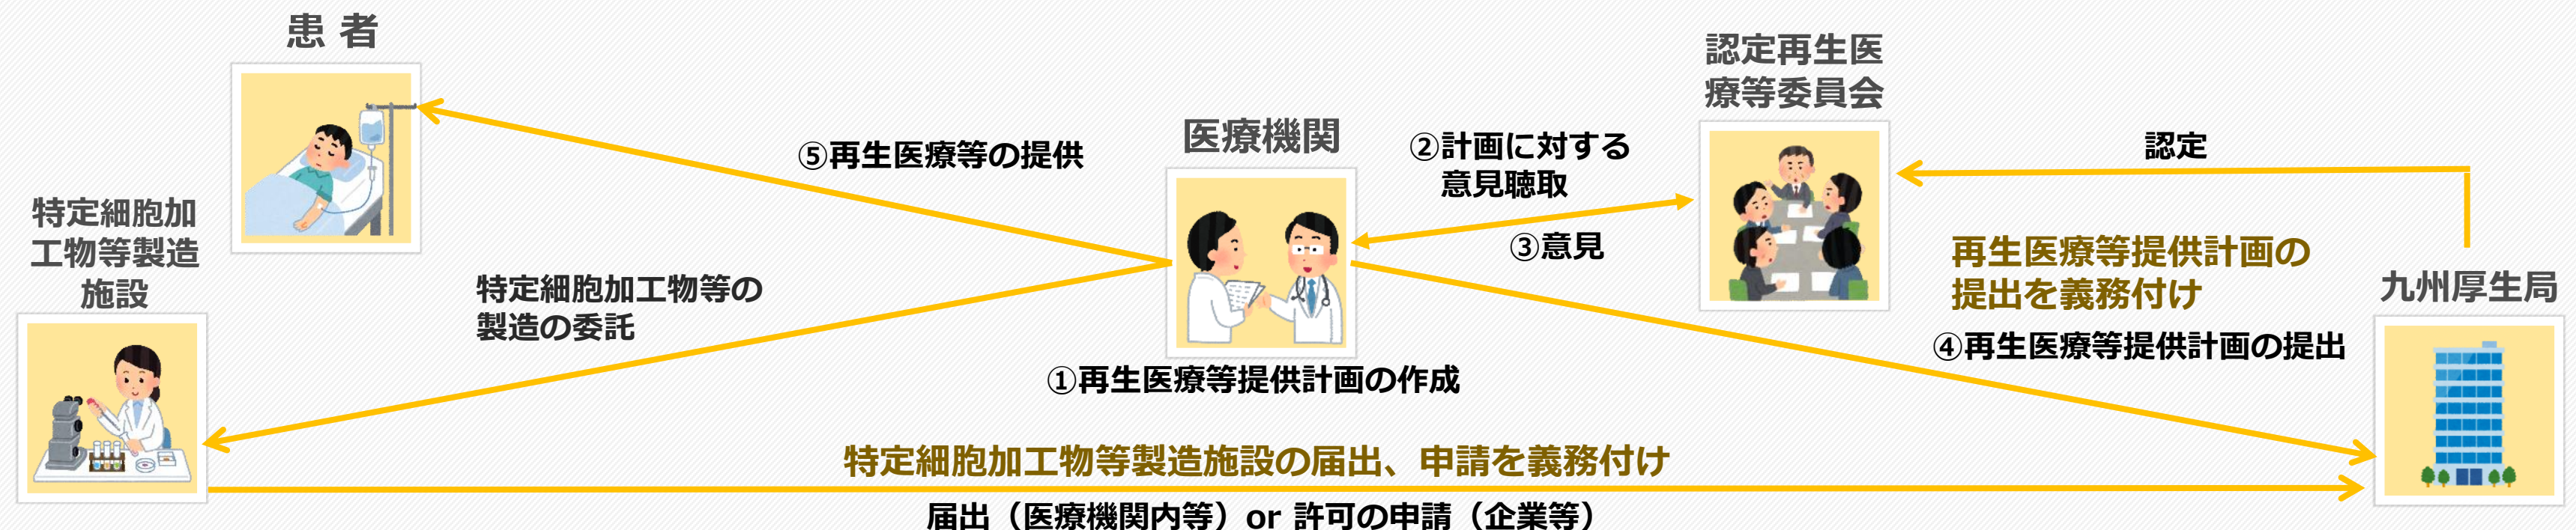 患 者
認定再生医
療等委員会
医療機関
②計画に対する
意見聴取
認定
⑤再生医療等の提供
特定細胞加
工物等製造
施設
③意見
再生医療等提供計画の
提出を義務付け
九州厚生局
特定細胞加工物等の
製造の委託
④再生医療等提供計画の提出
①再生医療等提供計画の作成
特定細胞加工物等製造施設の届出、申請を義務付け
届出（医療機関内等）or 許可の申請（企業等）